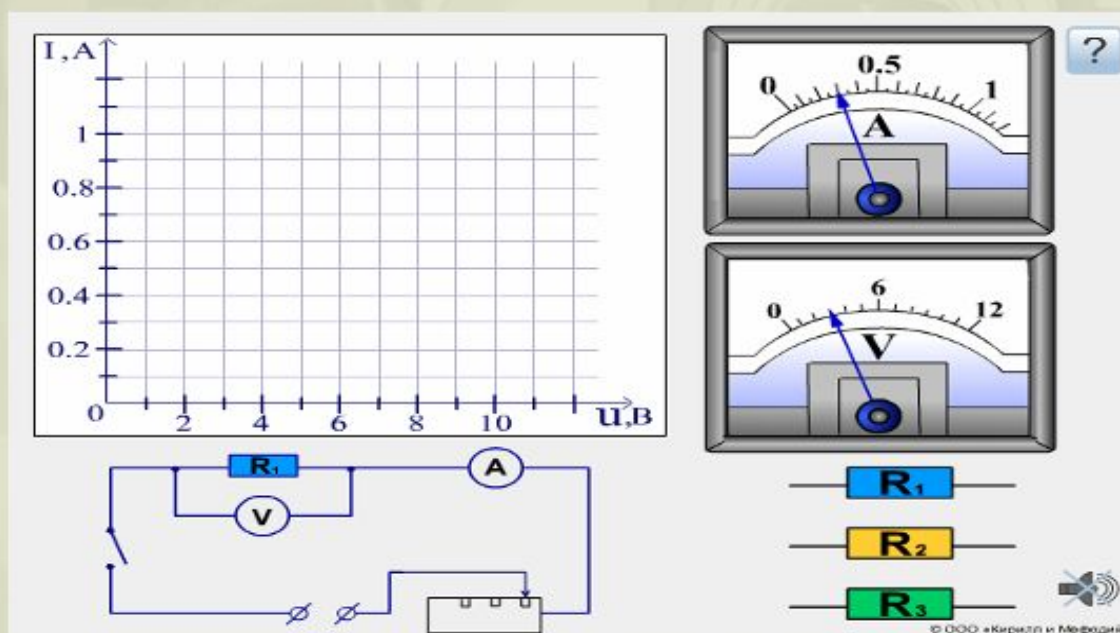 I,A
1
0.8
0.6
0.4
0.2
0
2 4 6 8 10 U,В
0 0.5 1
A
?
0 6 12
V
R₁
A
V
R₁
R₂
R₃
© ООО «Кирилл и Мефодий»